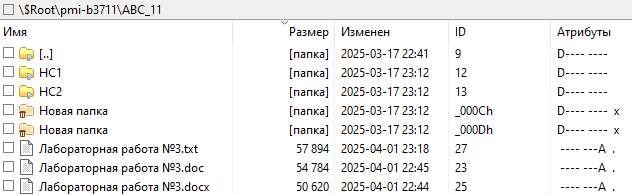 \$Root\pmi-b3711\ABC_11
Имя Размер Изменен ID Атрибуты
[..] [папка] 2025-03-17 22:41 9 D---- ----
НС1 [папка] 2025-03-17 23:12 12 D---- ----
НС2 [папка] 2025-03-17 23:12 13 D---- ----
Новая папка [папка] 2025-03-17 23:12 _000Ch D---- ---- x
Новая папка [папка] 2025-03-17 23:12 _000Dh D---- ---- x
Лабораторная работа №3.txt 57 894 2025-04-01 23:18 27 ---- ---A .
Лабораторная работа №3.doc 54 784 2025-04-01 22:45 23 ---- ---A .
Лабораторная работа №3.docx 50 620 2025-04-01 22:44 25 ---- ---A .